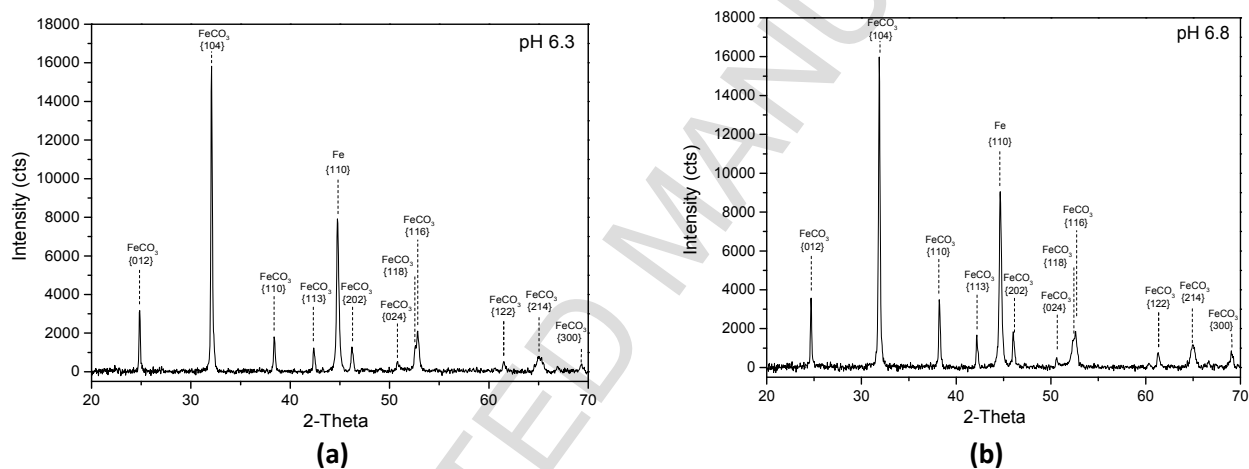 18000
16000
14000
12000
10000
8000
6000
4000
2000
0
Intensity (cts)
FeCO₃
{104}
pH 6.3
Fe
{110}
FeCO₃
{012}
FeCO₃
{110}
FeCO₃
{113}
FeCO₃
{202}
FeCO₃
{118}
FeCO₃
{116}
FeCO₃
{024}
FeCO₃
{122}
FeCO₃
{214}
FeCO₃
{300}
20 30 40 50 60 70
2-Theta
(a)
18000
16000
14000
12000
10000
8000
6000
4000
2000
0
Intensity (cts)
FeCO₃
{104}
pH 6.8
Fe
{110}
FeCO₃
{012}
FeCO₃
{110}
FeCO₃
{113}
FeCO₃
{202}
FeCO₃
{118}
FeCO₃
{116}
FeCO₃
{024}
FeCO₃
{122}
FeCO₃
{214}
FeCO₃
{300}
20 30 40 50 60 70
2-Theta
(b)
TED MANU